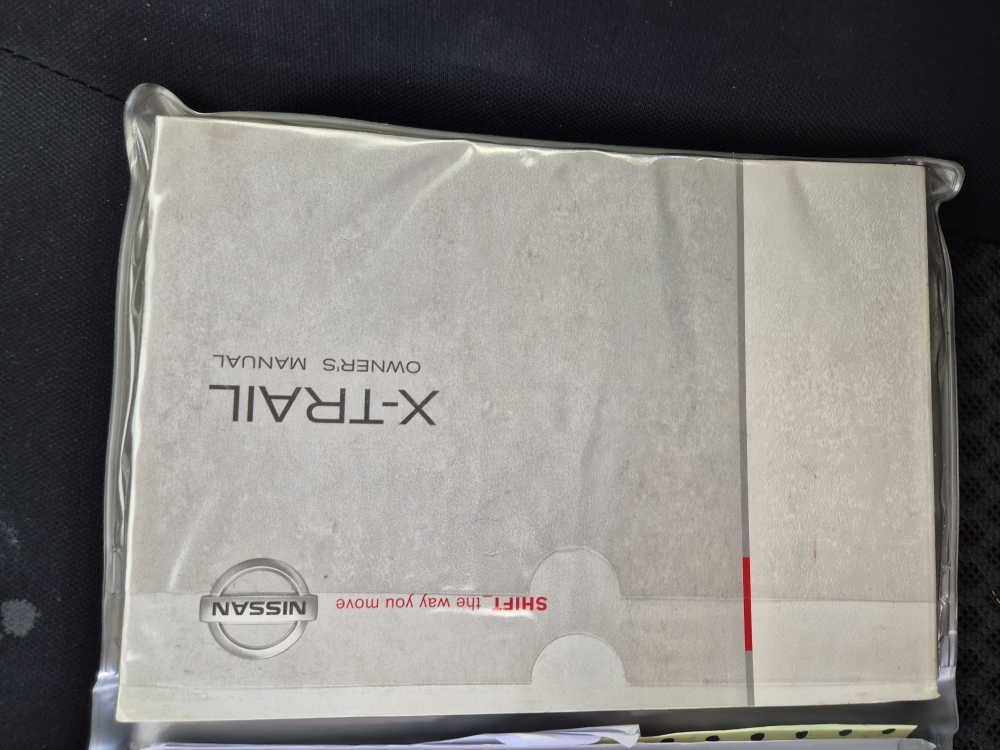 NISSAN
SHIFT_the way you move
X-TRAIL
OWNER'S MANUAL